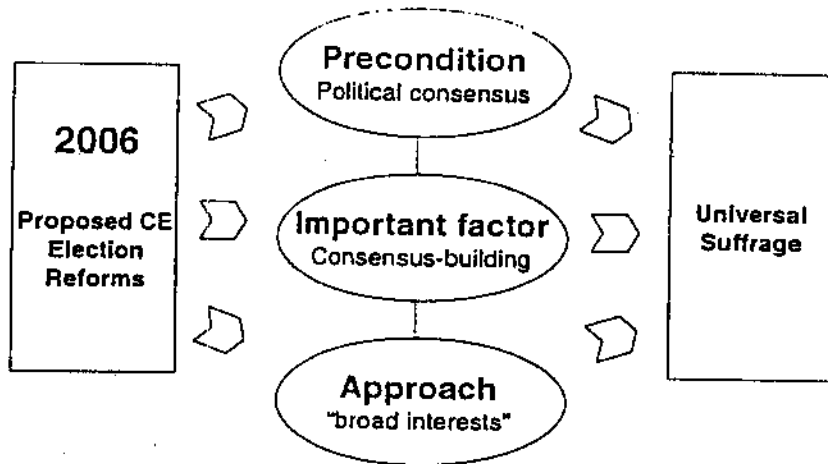 2006
Proposed CE
Election
Reforms
Precondition
Political consensus
Important factor
Consensus-building
Approach
"broad interests"
Universal
Suffrage